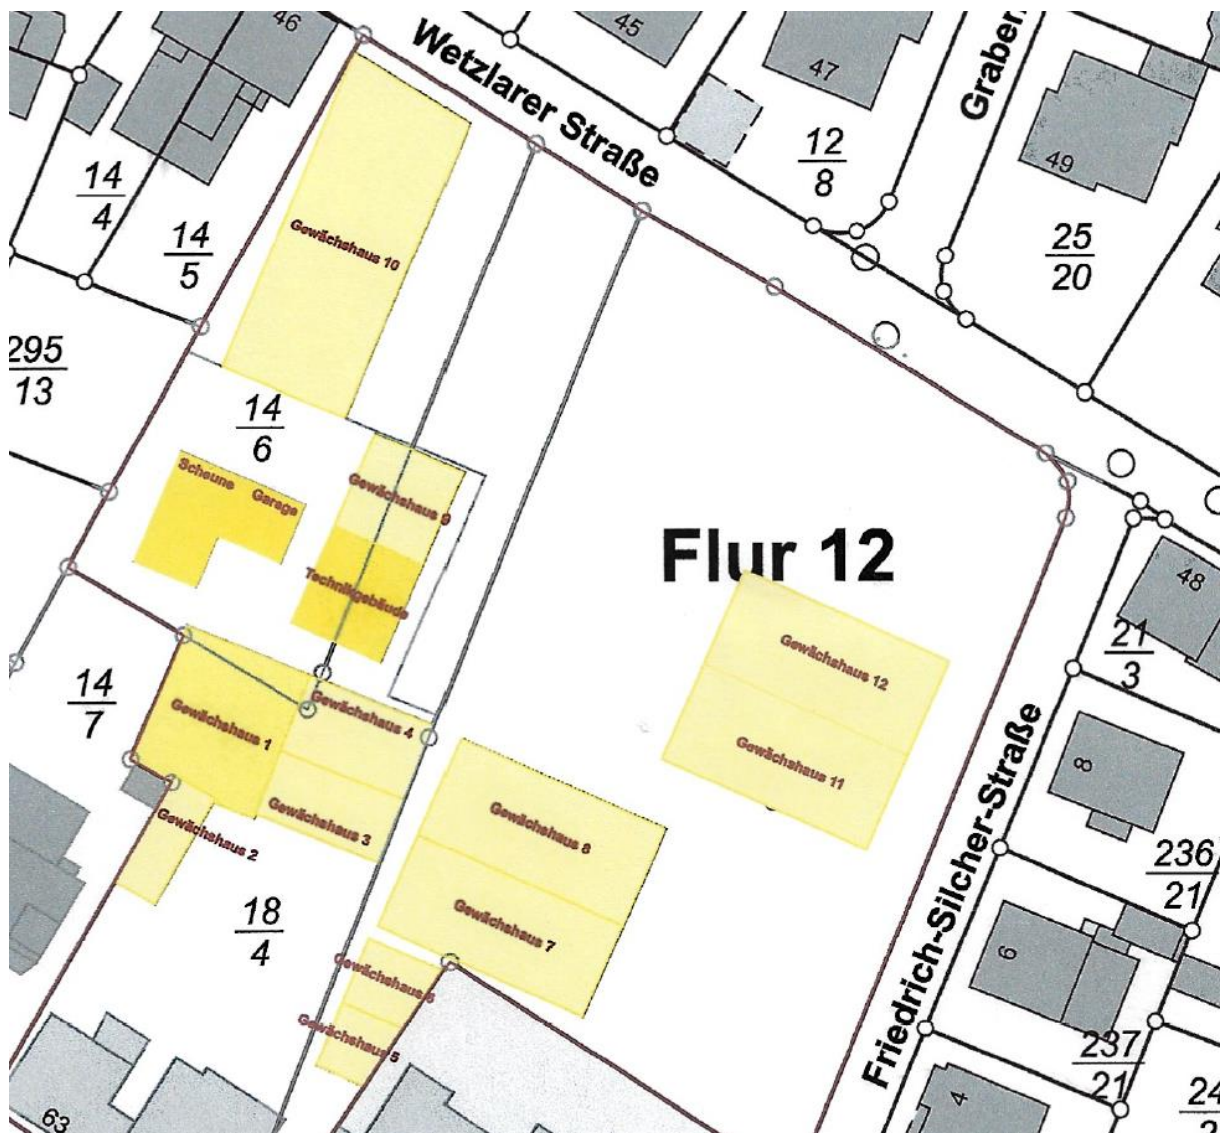 46
45
47
Wetzlarer Straße
Graben
49
12
8
14
4
14
5
25
20
Gewächshaus 10
295
13
14
6
Scheune
Garage
Gewächshaus 9
Technikgebäude
Flur 12
48
21
3
Gewächshaus 12
Gewächshaus 11
14
7
Gewächshaus 1
Gewächshaus 4
Gewächshaus 3
Gewächshaus 2
Gewächshaus 8
Gewächshaus 7
8
Friedrich-Silcher-Straße
236
21
18
4
6
Gewächshaus 6
Gewächshaus 5
237
21
4
63